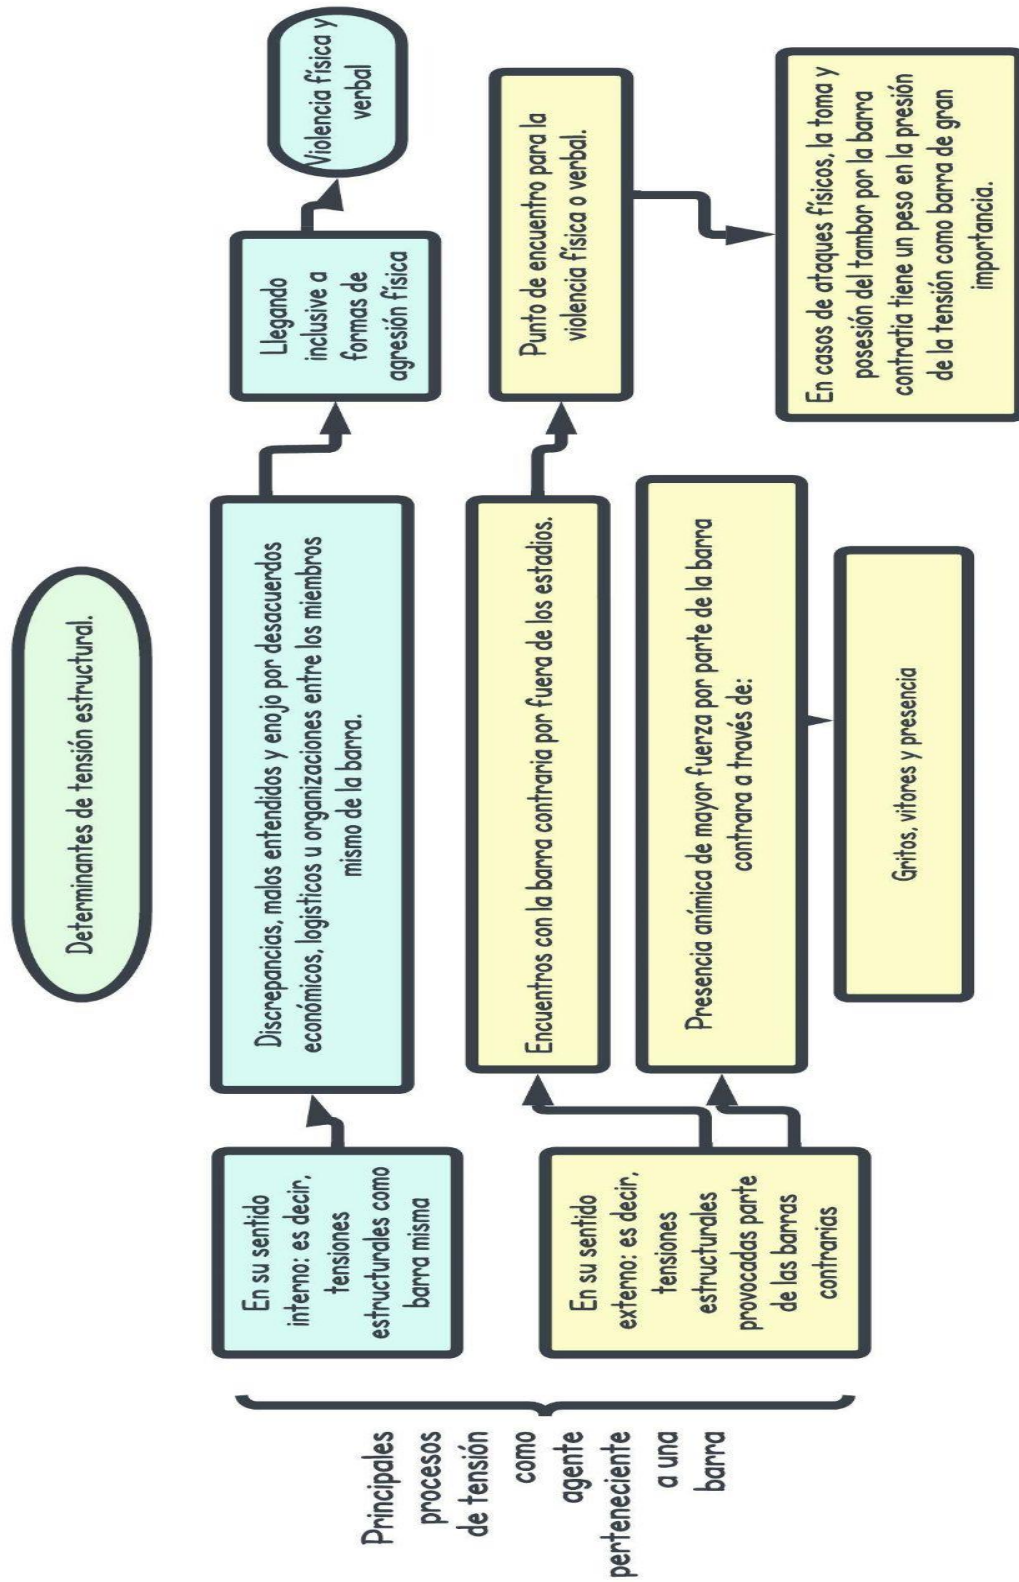 Determinantes de tensión estructural.
Principales
procesos
de tensión
como
agente
perteneciente
a una
barra
En su sentido
interno: es decir,
tensiones
estructurales como
barra misma
Discrepancias, malos entendidos y enojo por desacuerdos
económicos, logísticos u organizaciones entre los miembros
mismo de la barra.
Llegando
inclusive a
formas de
agresión física
Violencia física y
verbal
En su sentido
externo: es decir,
tensiones
estructurales
provocadas parte
de las barras
contrarias
Encuentros con la barra contraria por fuera de los estadios.
Punto de encuentro para la
violencia física o verbal.
En casos de ataques físicos, la toma y
posesión del tambor por la barra
contratia tiene un peso en la presión
de la tensión como barra de gran
importancia.
Presencia anímica de mayor fuerza por parte de la barra
contrara a través de:
Gritos, vitores y presencia